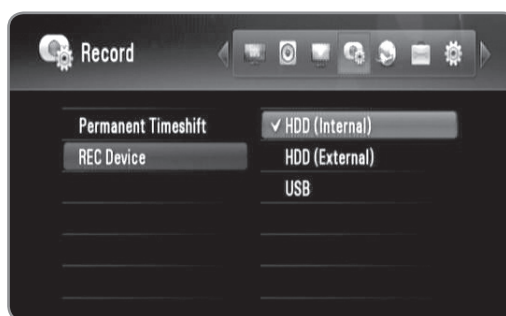 Record
Permanent Timeshift
✓ HDD (Internal)
REC Device
HDD (External)
USB